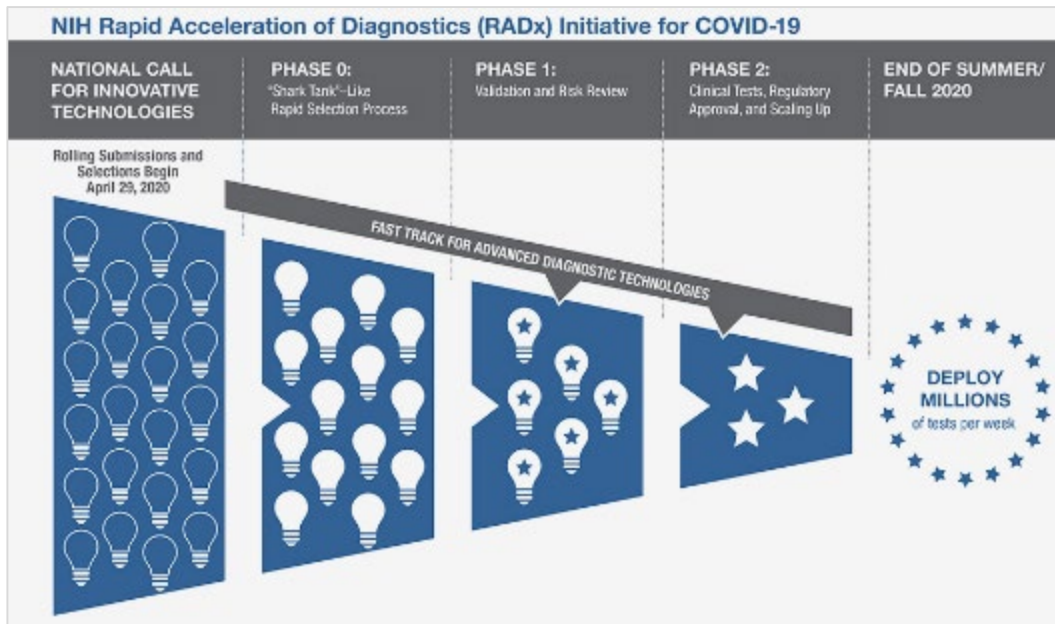 NIH Rapid Acceleration of Diagnostics (RADx) Initiative for COVID-19
NATIONAL CALL
FOR INNOVATIVE
TECHNOLOGIES
PHASE 0:
"Shark Tank"–Like
Rapid Selection Process
PHASE 1:
Validation and Risk Review
PHASE 2:
Clinical Tests, Regulatory
Approval, and Scaling Up
END OF SUMMER/
FALL 2020
Rolling Submissions and
Selections Begin
April 29, 2020
FAST TRACK FOR ADVANCED DIAGNOSTIC TECHNOLOGIES
DEPLOY
MILLIONS
of tests per week